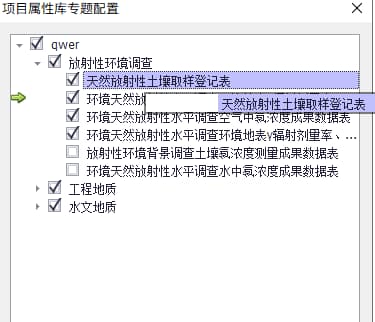 项目属性库专题配置
qwer
放射性环境调查
天然放射性土壤取样登记表
环境天然放
天然放射性土壤取样登记表
环境天然放射性水平调查空气中氡浓度成果数据表
环境天然放射性水平调查环境地表γ辐射剂量率、...
放射性环境背景调查土壤氡浓度测量成果数据表
环境天然放射性水平调查水中氡浓度成果数据表
工程地质
水文地质